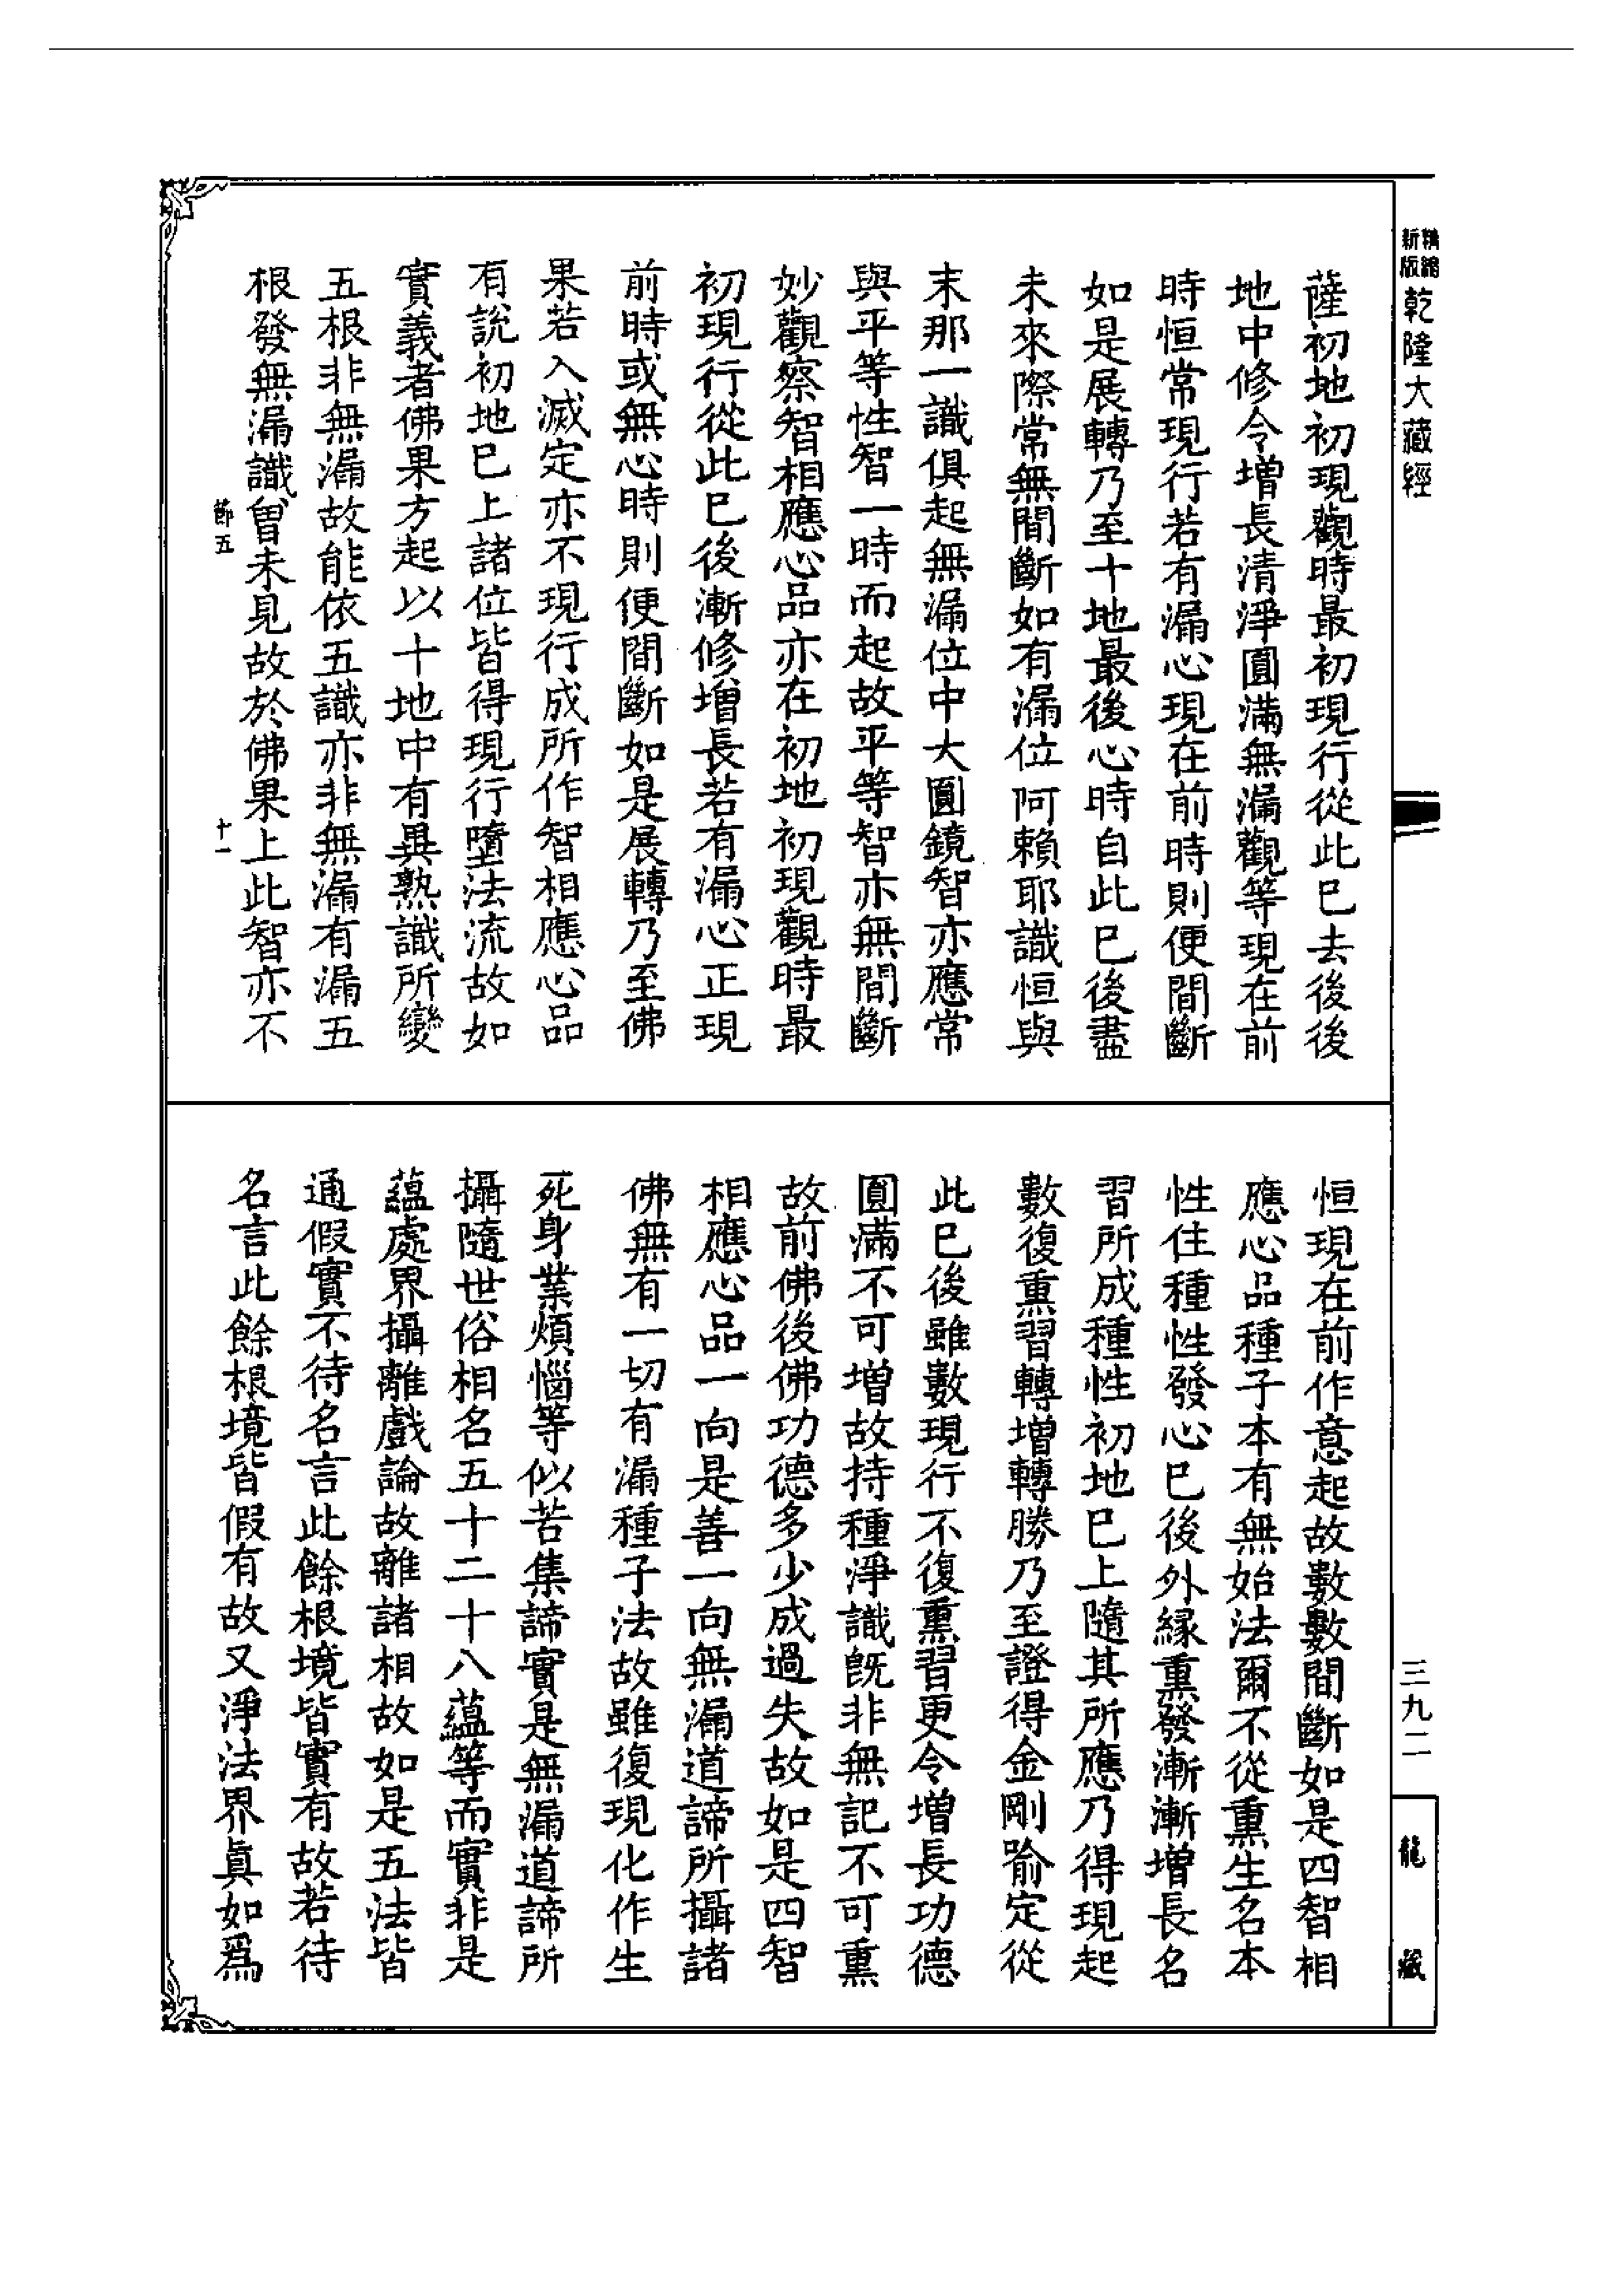 精縮新版乾隆大藏經
薩初地初現觀時最初現行從此巳去後後
地中修令增長清淨圓滿無漏觀等現在前
時恒常現行若有漏心現在前時則便間斷
如是展轉乃至十地最後心時自此巳後盡
未來際常無間斷如有漏位阿賴耶識恒與
末那一識俱起無漏位中大圓鏡智亦應常
與平等性智一時而起故平等智亦無間斷
妙觀察智相應心品亦在初地初現觀時最
初現行從此巳後漸修增長若有漏心正現
前時或無心時則便間斷如是展轉乃至佛
果若入滅定亦不現行成所作智相應心品
有說初地巳上諸位皆得現行墮法流故如
實義者佛果方起以十地中有異熟識所變
五根非無漏故能依五識亦非無漏有漏五
根發無漏識曾未見故於佛果上此智亦不
節五
十一
恒現在前作意起故數數間斷如是四智相
應心品種子本有無始法爾不從熏生名本
性住種性發心巳後外緣熏發漸漸增長名
習所成種性初地巳上隨其所應乃得現起
數復熏習轉增轉勝乃至證得金剛喻定從
此巳後雖數現行不復熏習更令增長功德
圓滿不可增故持種淨識旣非無記不可熏
故前佛後佛功德多少成過失故如是四智
相應心品一向是善一向無漏道諦所攝諸
佛無有一切有漏種子法故雖復現化作生
死身業煩惱等似苦集諦實是無漏道諦所
攝隨世俗相名五十二十八蘊等而實非是
蘊處界攝離戲論故離諸相故如是五法皆
通假實不待名言此餘根境皆實有故若待
名言此餘根境皆假有故又淨法界眞如爲
三九二
龍藏